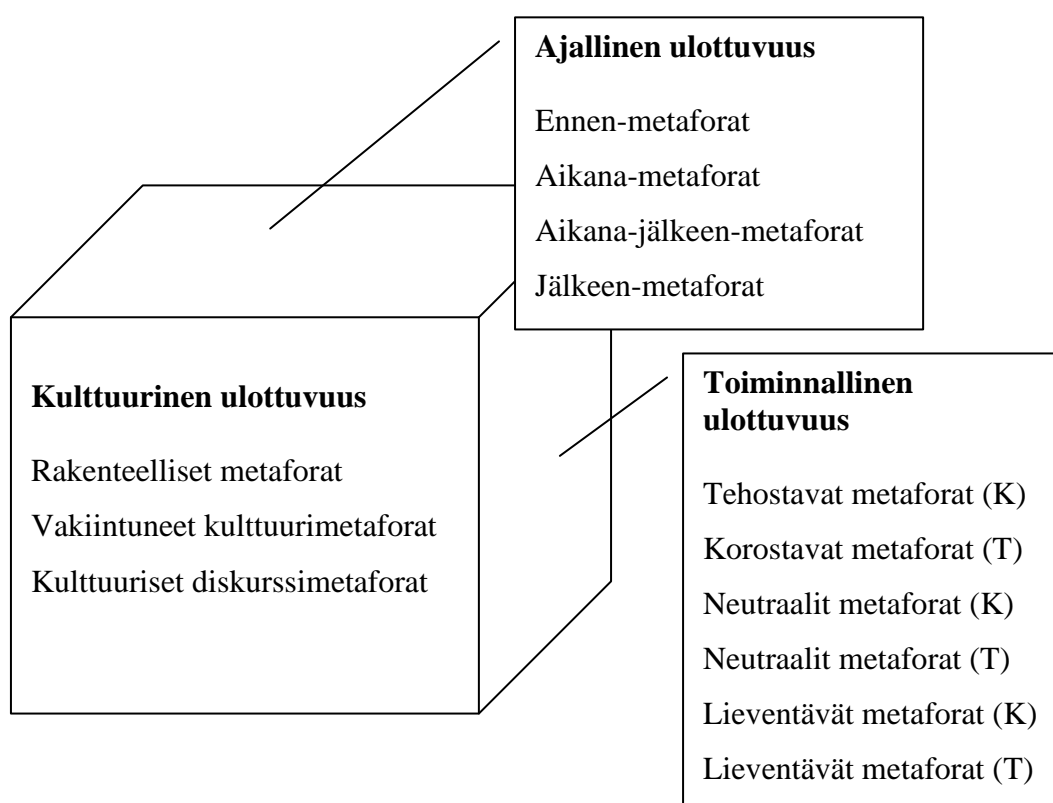 Ajallinen ulottuvuus
Ennen-metaforat
Aikana-metaforat
Aikana-jälkeen-metaforat
Jälkeen-metaforat
Kulttuurinen ulottuvuus
Rakenteelliset metaforat
Vakiintuneet kulttuurimetaforat
Kulttuuriset diskurssimetaforat
Toiminnallinen
ulottuvuus
Tehostavat metaforat (K)
Korostavat metaforat (T)
Neutraalit metaforat (K)
Neutraalit metaforat (T)
Lieventävät metaforat (K)
Lieventävät metaforat (T)